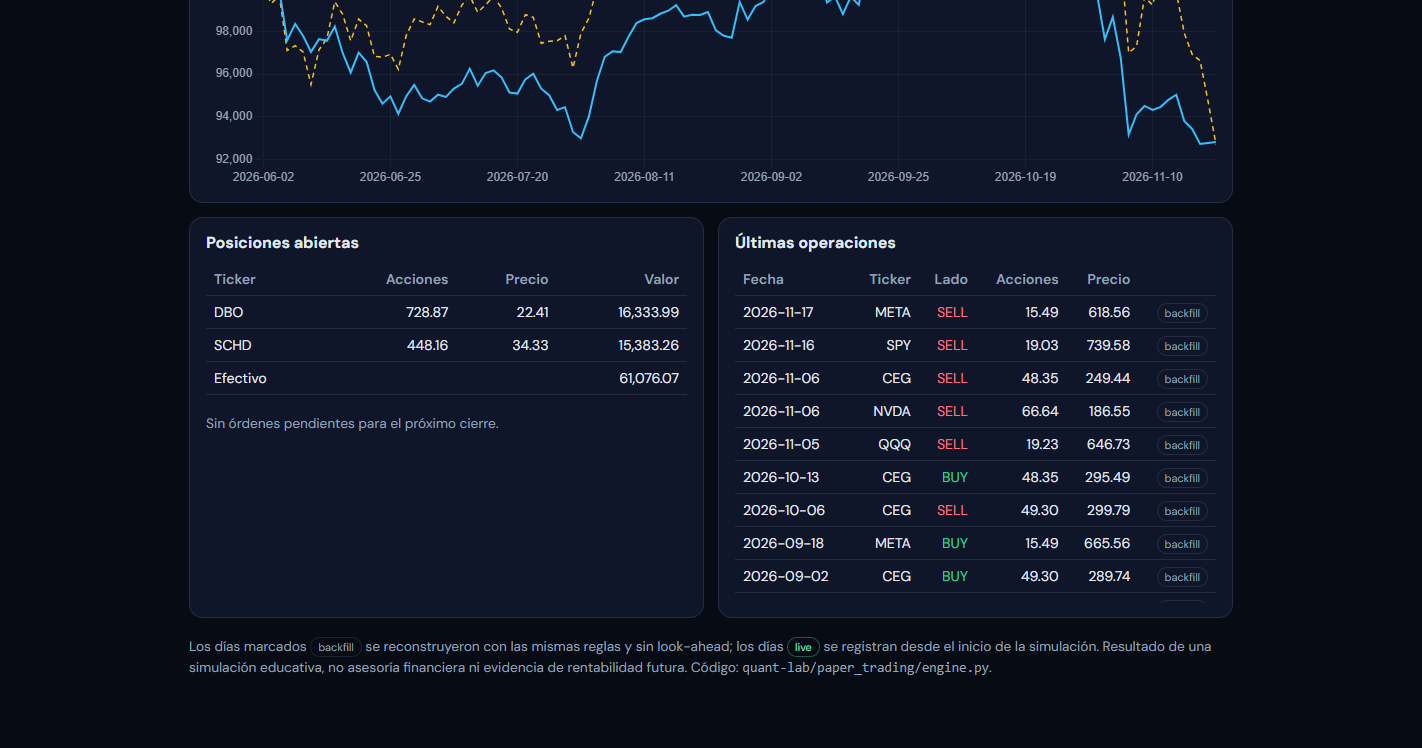 98,000
96,000
94,000
92,000
2026-06-02 2026-06-25 2026-07-20 2026-08-11 2026-09-02 2026-09-25 2026-10-19 2026-11-10
Posiciones abiertas
Ticker Acciones Precio Valor
DBO 728.87 22.41 16,333.99
SCHD 448.16 34.33 15,383.26
Efectivo 61,076.07
Sin órdenes pendientes para el próximo cierre.
Últimas operaciones
Fecha Ticker Lado Acciones Precio
2026-11-17 META SELL 15.49 618.56 backfill
2026-11-16 SPY SELL 19.03 739.58 backfill
2026-11-06 CEG SELL 48.35 249.44 backfill
2026-11-06 NVDA SELL 66.64 186.55 backfill
2026-11-05 QQQ SELL 19.23 646.73 backfill
2026-10-13 CEG BUY 48.35 295.49 backfill
2026-10-06 CEG SELL 49.30 299.79 backfill
2026-09-18 META BUY 15.49 665.56 backfill
2026-09-02 CEG BUY 49.30 289.74 backfill
Los días marcados backfill se reconstruyeron con las mismas reglas y sin look-ahead; los días live se registran desde el inicio de la simulación. Resultado de una
simulación educativa, no asesoría financiera ni evidencia de rentabilidad futura. Código: quant-lab/paper_trading/engine.py.